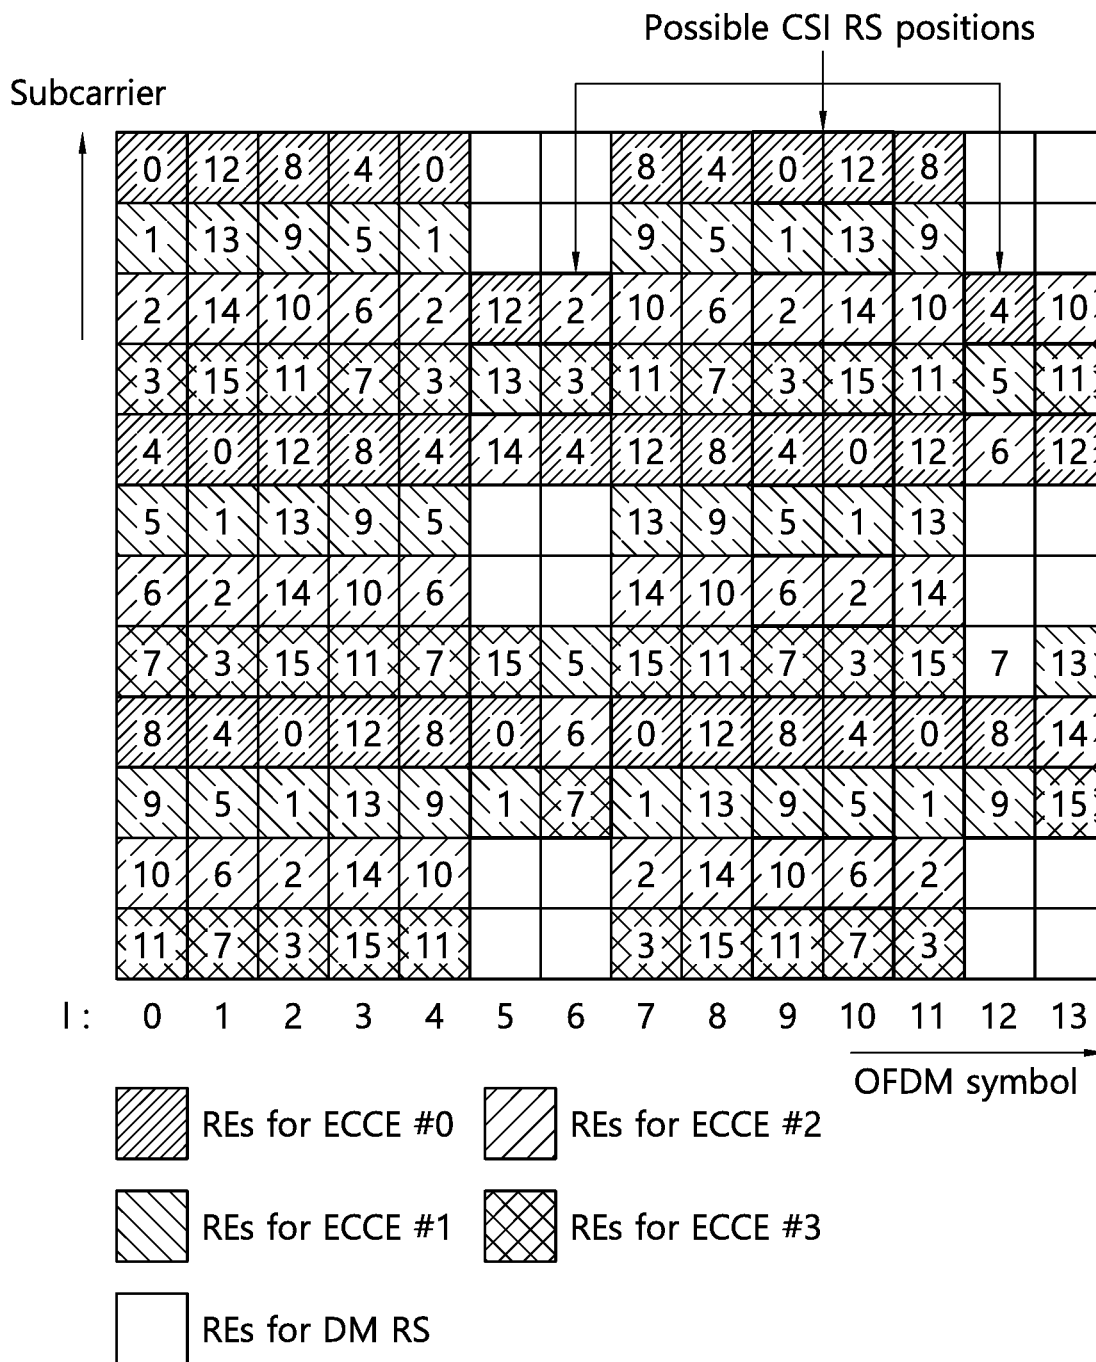 Possible CSI RS positions
Subcarrier
0 12 8 4 0 8 4 0 12 8
1 13 9 5 1 9 5 1 13 9
2 14 10 6 2 12 2 10 6 2 14 10 4 10
3 15 11 7 3 13 3 11 7 3 15 11 5 11
4 0 12 8 4 14 4 12 8 4 0 12 6 12
5 1 13 9 5 13 9 5 1 13
6 2 14 10 6 14 10 6 2 14
7 3 15 11 7 15 5 15 11 7 3 15 7 13
8 4 0 12 8 0 6 0 12 8 4 0 8 14
9 5 1 13 9 1 7 1 13 9 5 1 9 15
10 6 2 14 10 2 14 10 6 2
11 7 3 15 11 3 15 11 7 3
l : 0 1 2 3 4 5 6 7 8 9 10 11 12 13
OFDM symbol
REs for ECCE #0 REs for ECCE #2
REs for ECCE #1 REs for ECCE #3
REs for DM RS